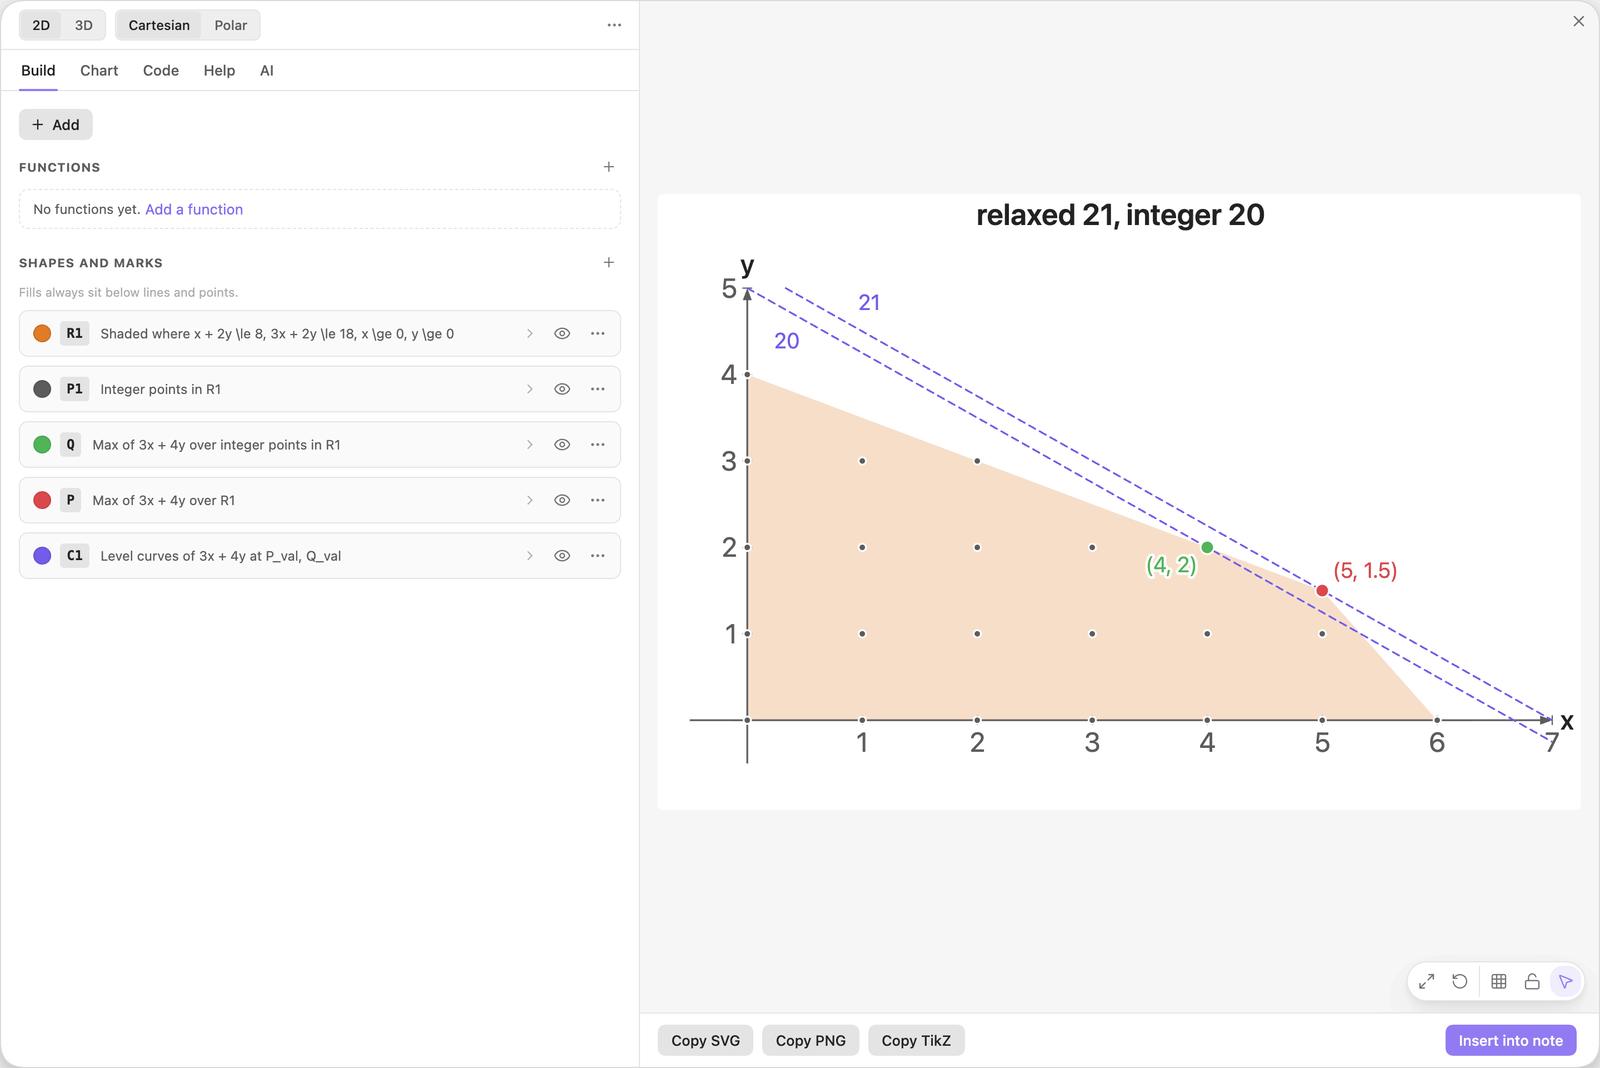 2D 3D Cartesian Polar
Build Chart Code Help AI
+ Add
FUNCTIONS
No functions yet. Add a function
SHAPES AND MARKS
Fills always sit below lines and points.
R1 Shaded where x + 2y \le 8, 3x + 2y \le 18, x \ge 0, y \ge 0
P1 Integer points in R1
Q Max of 3x + 4y over integer points in R1
P Max of 3x + 4y over R1
C1 Level curves of 3x + 4y at P_val, Q_val
relaxed 21, integer 20
y
5
21
20
4
3
2
(4, 2)
(5, 1.5)
1
x
1 2 3 4 5 6 7
Copy SVG Copy PNG Copy TikZ Insert into note